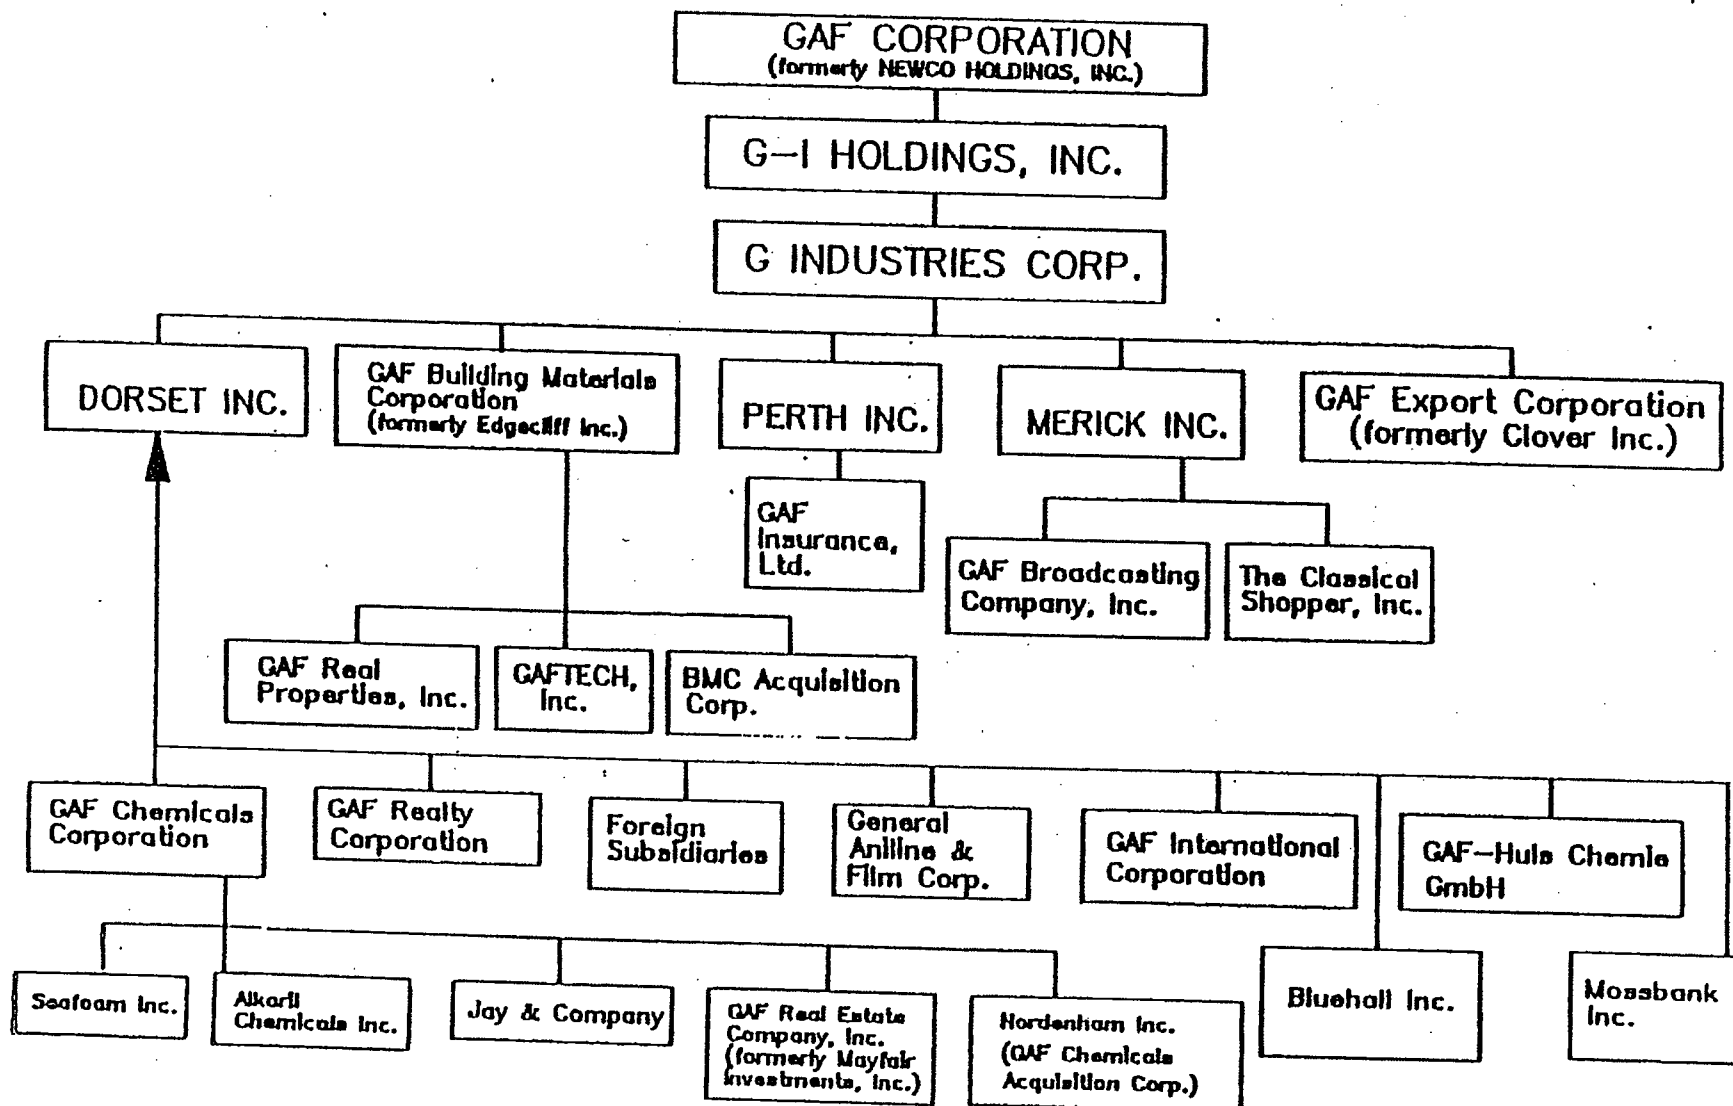 GAF CORPORATION
(formerly NEWCO HOLDINGS, INC.)
G-I HOLDINGS, INC.
G INDUSTRIES CORP.
DORSET INC.
GAF Building Materials
Corporation
(formerly Edgecliff Inc.)
PERTH INC.
MERICK INC.
GAF Export Corporation
(formerly Clover Inc.)
GAF
Insurance,
Ltd.
GAF Broadcasting
Company, Inc.
The Classical
Shopper, Inc.
GAF Real
Properties, Inc.
GAFTECH,
Inc.
BMC Acquisition
Corp.
GAF Chemicals
Corporation
GAF Realty
Corporation
Foreign
Subsidiaries
General
Aniline &
Film Corp.
GAF International
Corporation
GAF-Huls Chemie
GmbH
Seafoam Inc.
Alkaril
Chemicals Inc.
Jay & Company
GAF Real Estate
Company, Inc.
(formerly Mayfair
Investments, Inc.)
Nordenham Inc.
(GAF Chemicals
Acquisition Corp.)
Bluehall Inc.
Mossbank
Inc.